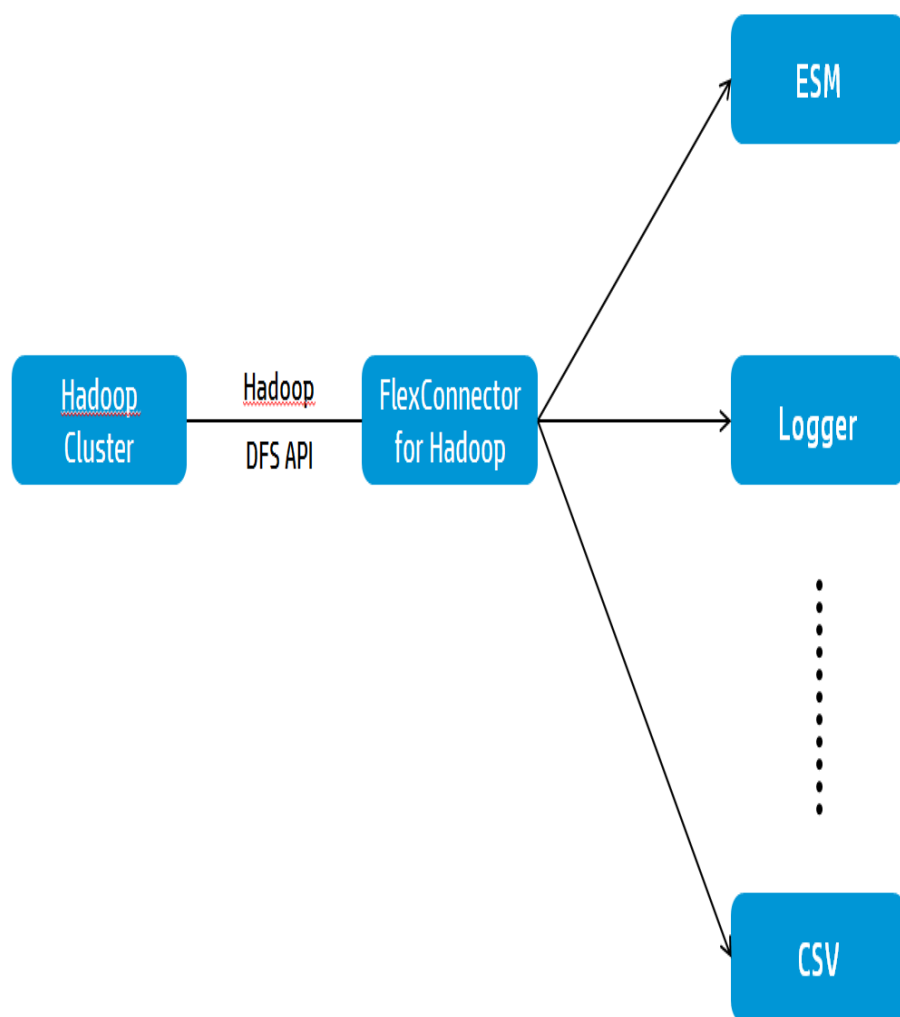 ESM
Hadoop
Cluster
Hadoop
DFS API
FlexConnector
for Hadoop
Logger
CSV